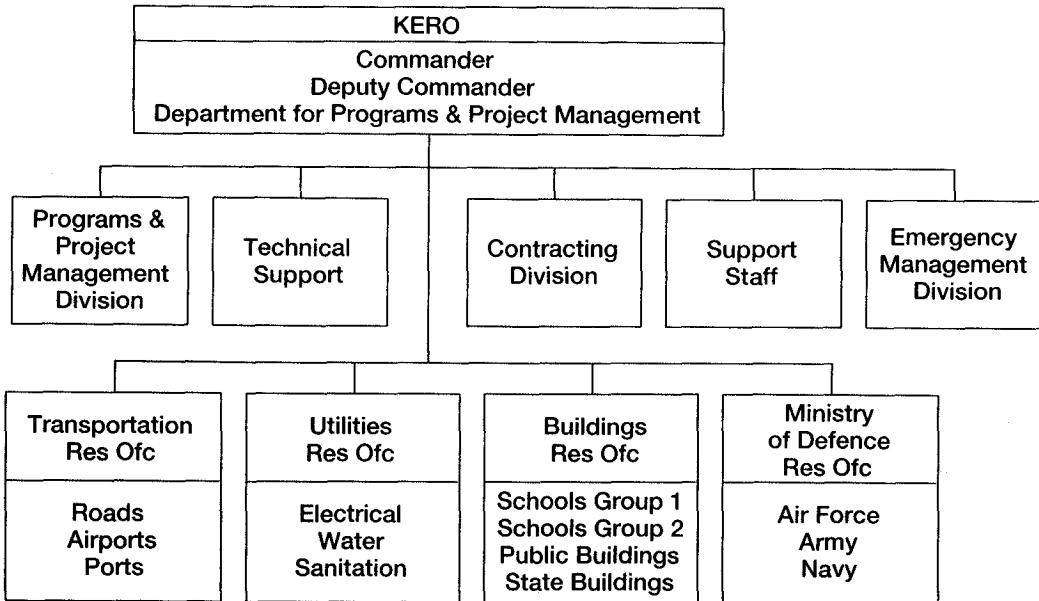 KERO
Commander
Deputy Commander
Department for Programs & Project Management
Programs &
Project
Management
Division
Technical
Support
Contracting
Division
Support
Staff
Emergency
Management
Division
Transportation
Res Ofc
Roads
Airports
Ports
Utilities
Res Ofc
Electrical
Water
Sanitation
Buildings
Res Ofc
Schools Group 1
Schools Group 2
Public Buildings
State Buildings
Ministry
of Defence
Res Ofc
Air Force
Army
Navy